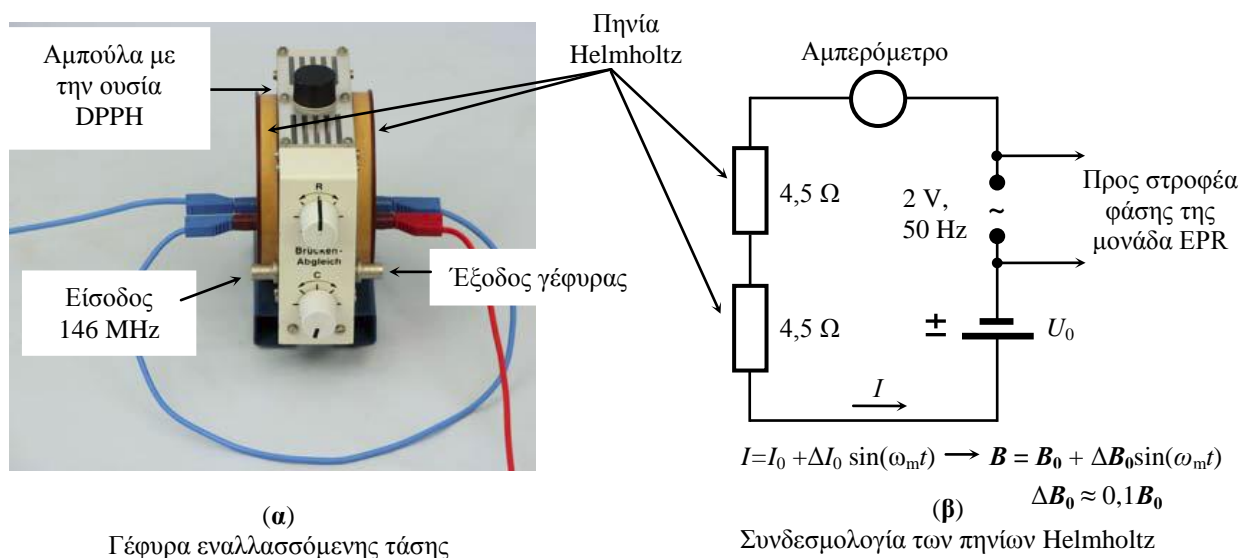 Αμπούλα με
την ουσία
DPPH
Πηνία
Helmholtz
Είσοδος
146 MHz
Έξοδος γέφυρας
R
Brücken-
Abgleich
C
Αμπερόμετρο
4,5 Ω
4,5 Ω
2 V,
~
50 Hz
Προς στροφέα
φάσης της
μονάδα EPR
± U₀
I
I=I₀ +ΔI₀ sin(ωₘt) → B = B₀ + ΔB₀sin(ωₘt)
ΔB₀ ≈ 0,1B₀
(α)
Γέφυρα εναλλασσόμενης τάσης
(β)
Συνδεσμολογία των πηνίων Helmholtz